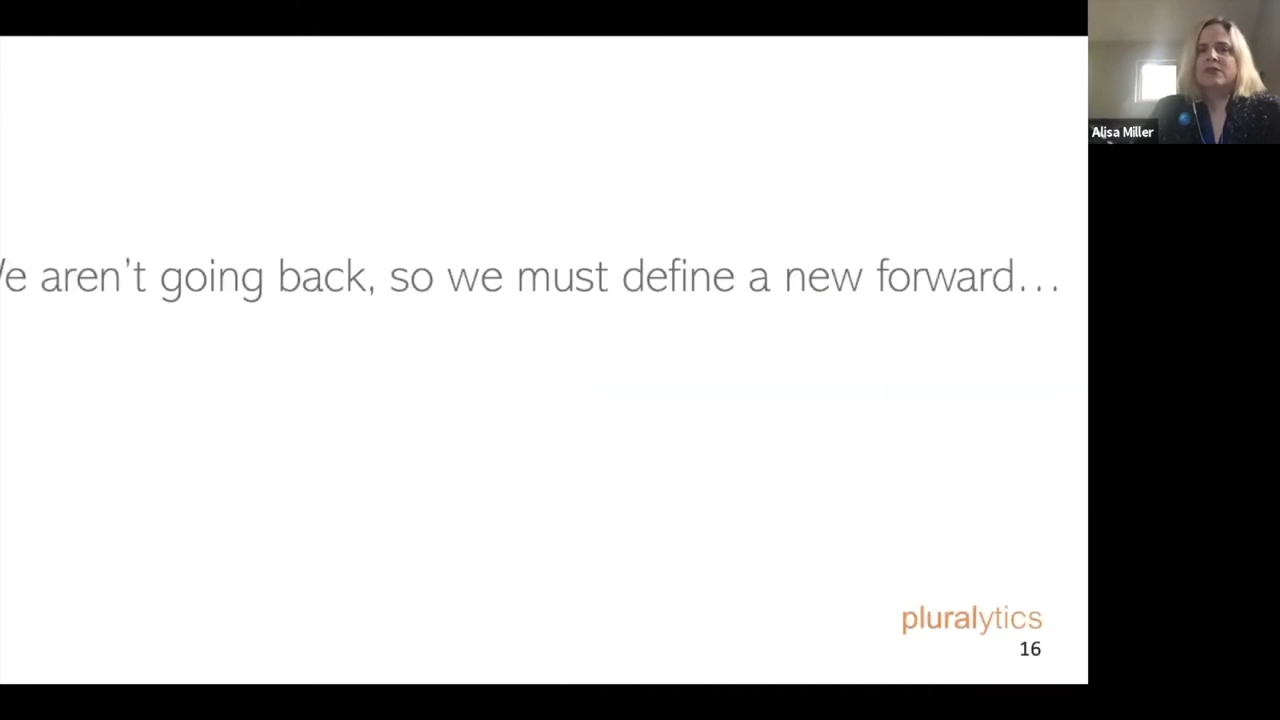 e aren't going back, so we must define a new forward...
Alisa Miller
pluralytics
16